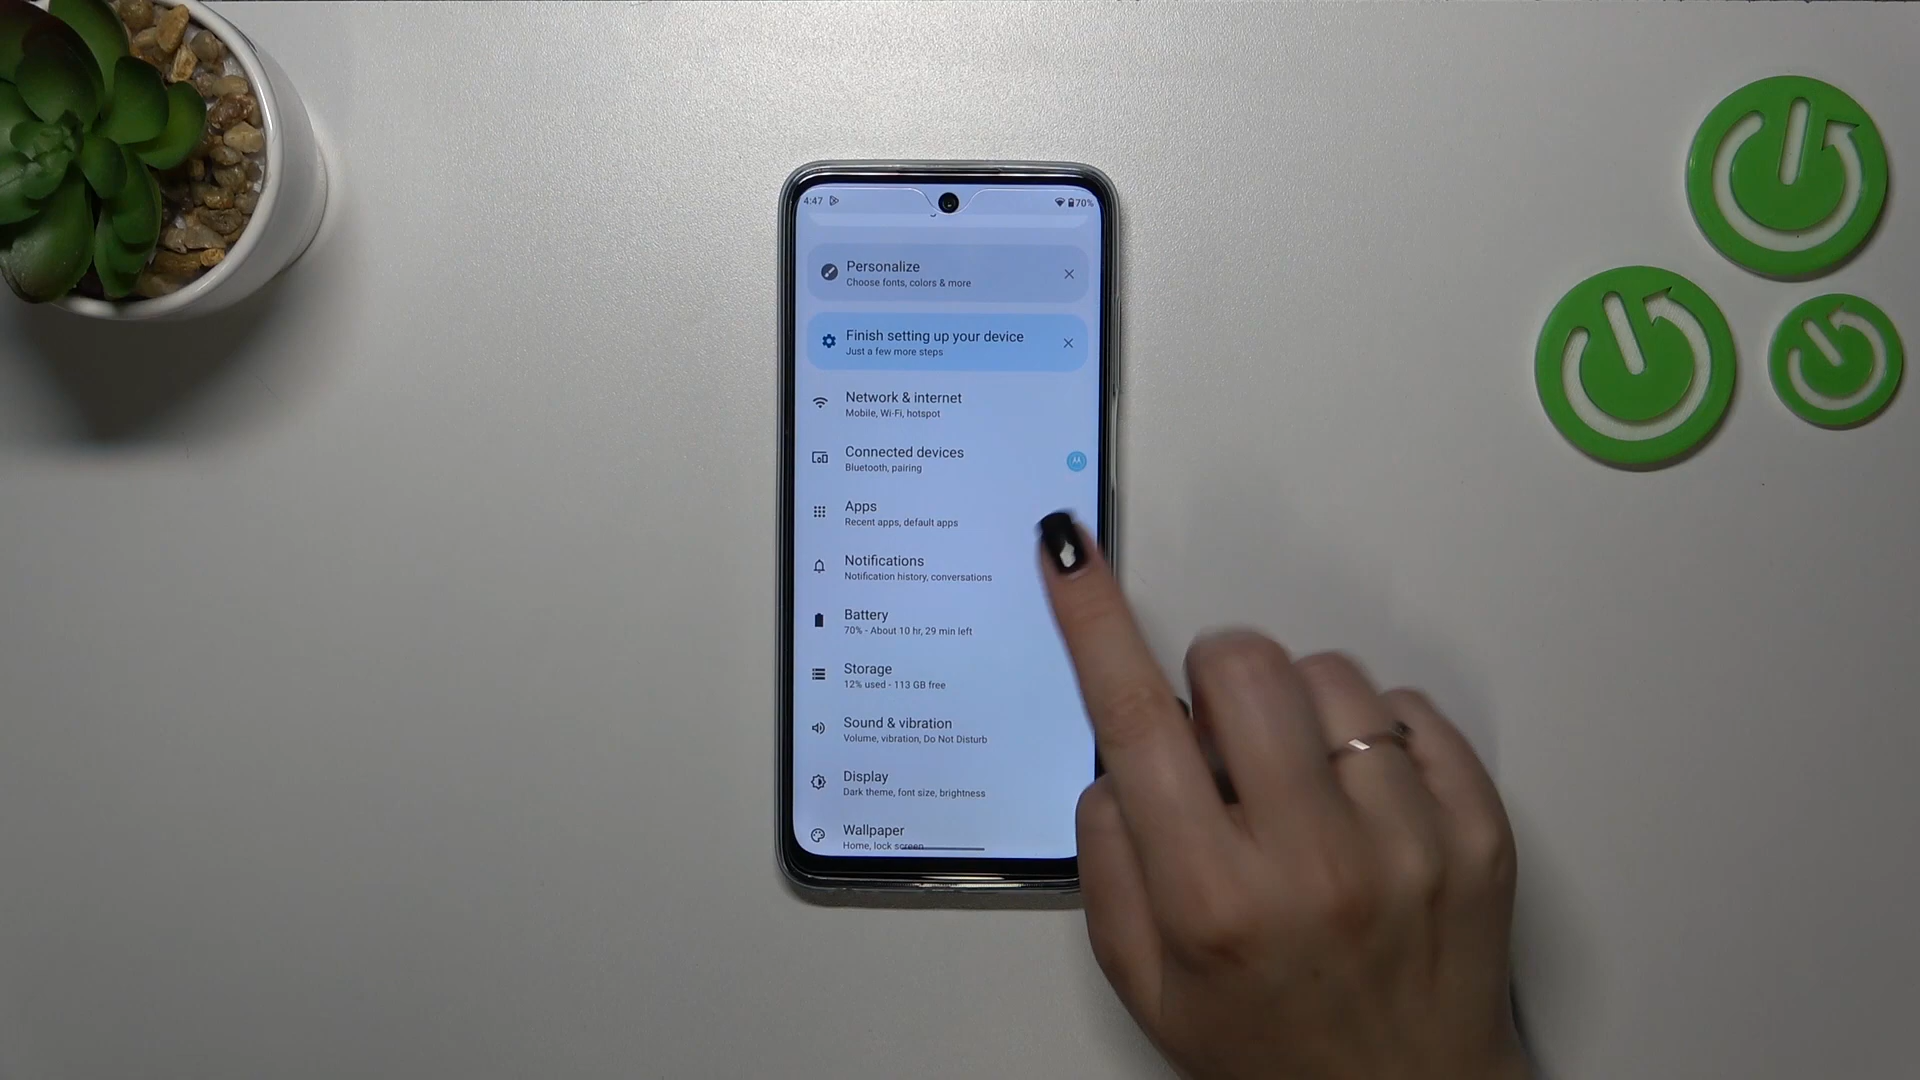 4:47 70%
Personalize
Choose fonts, colors & more
Finish setting up your device
Just a few more steps
Network & internet
Mobile, Wi-Fi, hotspot
Connected devices
Bluetooth, pairing
Apps
Recent apps, default apps
Notifications
Notification history, conversations
Battery
70% - About 10 hr, 29 min left
Storage
12% used - 113 GB free
Sound & vibration
Volume, vibration, Do Not Disturb
Display
Dark theme, font size, brightness
Wallpaper
Home, lock screen